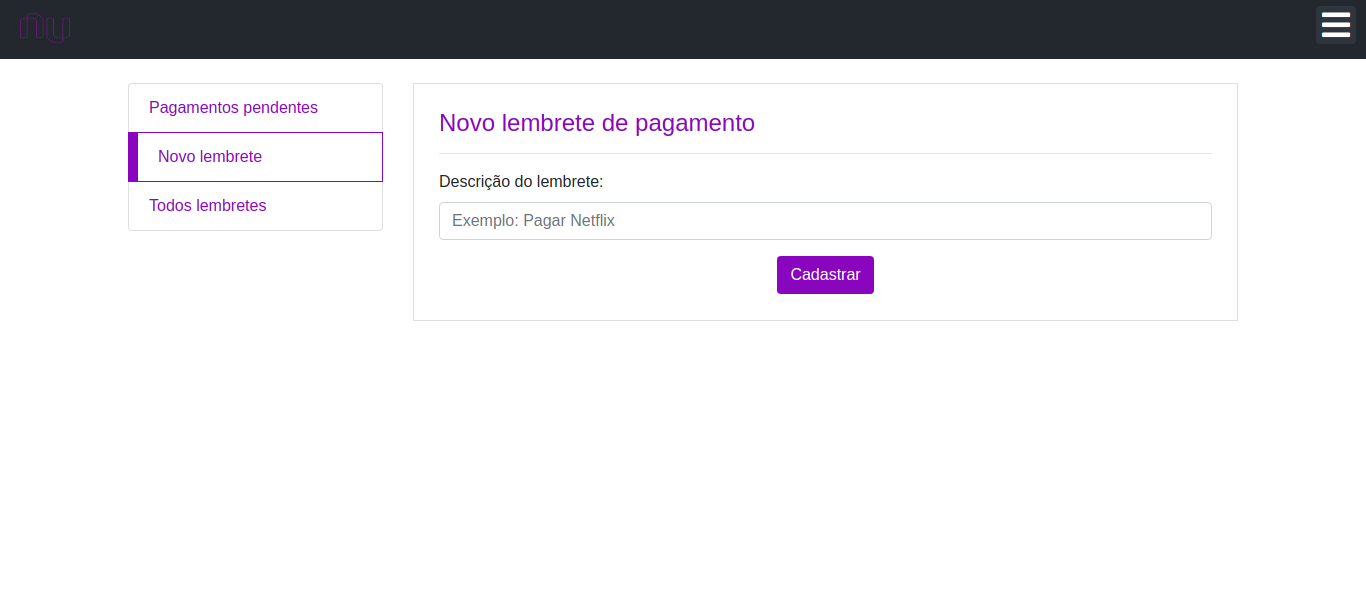 nu
Pagamentos pendentes
Novo lembrete
Todos lembretes
Novo lembrete de pagamento
Descrição do lembrete:
Exemplo: Pagar Netflix
Cadastrar